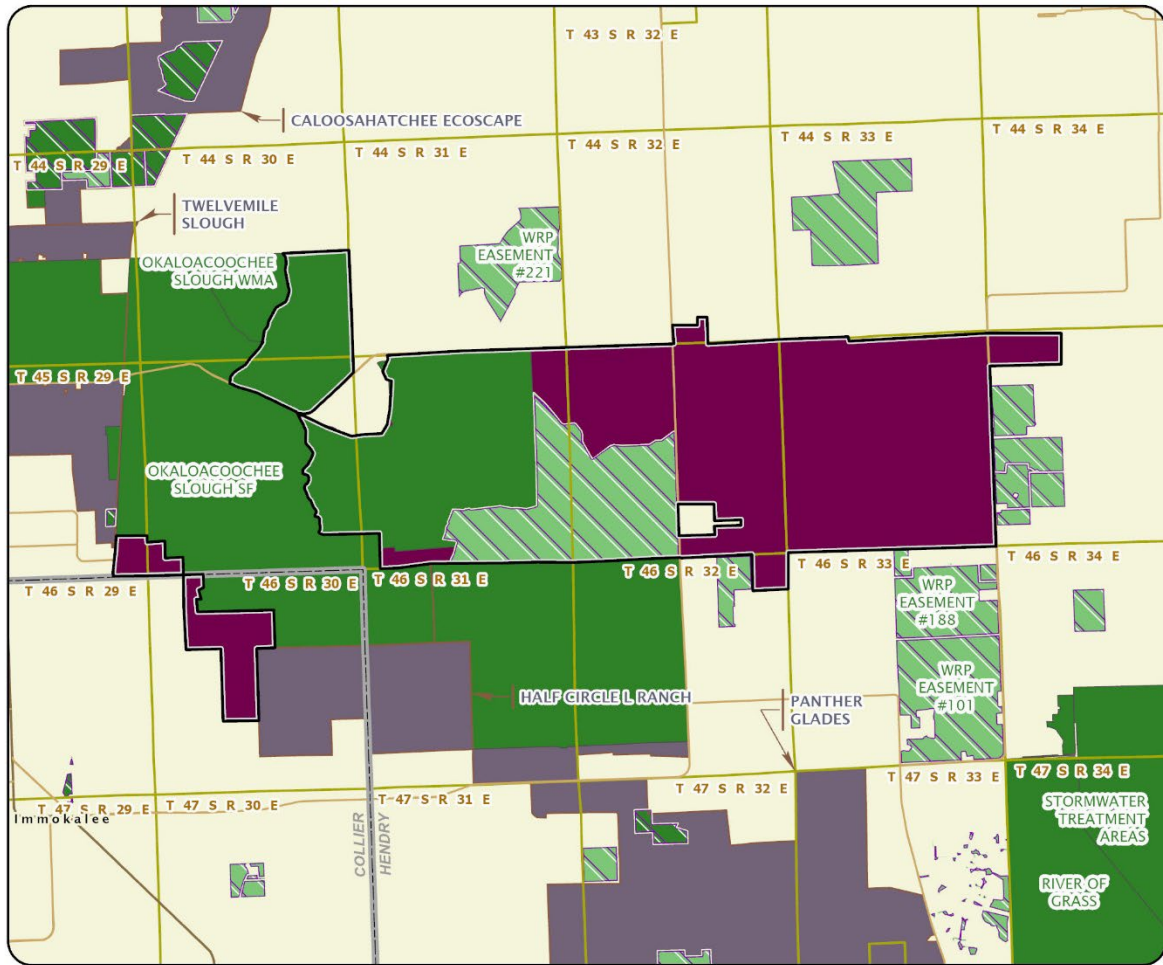 T 43 S R 32 E
CALOOSAHATCHEE ECOSCAPE
T 44 S R 29 E
T 44 S R 30 E
T 44 S R 31 E
T 44 S R 32 E
T 44 S R 33 E
T 44 S R 34 E
TWELVEMILE
SLOUGH
OKALOACOOCHEE
SLOUGH WMA
WRP
EASEMENT
#221
T 45 S R 29 E
OKALOACOOCHEE
SLOUGH SF
T 46 S R 29 E
T 46 S R 30 E
T 46 S R 31 E
T 46 S R 32 E
T 46 S R 33 E
T 46 S R 34 E
WRP
EASEMENT
#188
WRP
EASEMENT
#101
HALF CIRCLE L RANCH
PANTHER
GLADES
T 47 S R 29 E
T 47 S R 30 E
T 47 S R 31 E
T 47 S R 32 E
T 47 S R 33 E
T 47 S R 34 E
Immokalee
COLLIER
HENDRY
STORMWATER
TREATMENT
AREAS
RIVER OF
GRASS